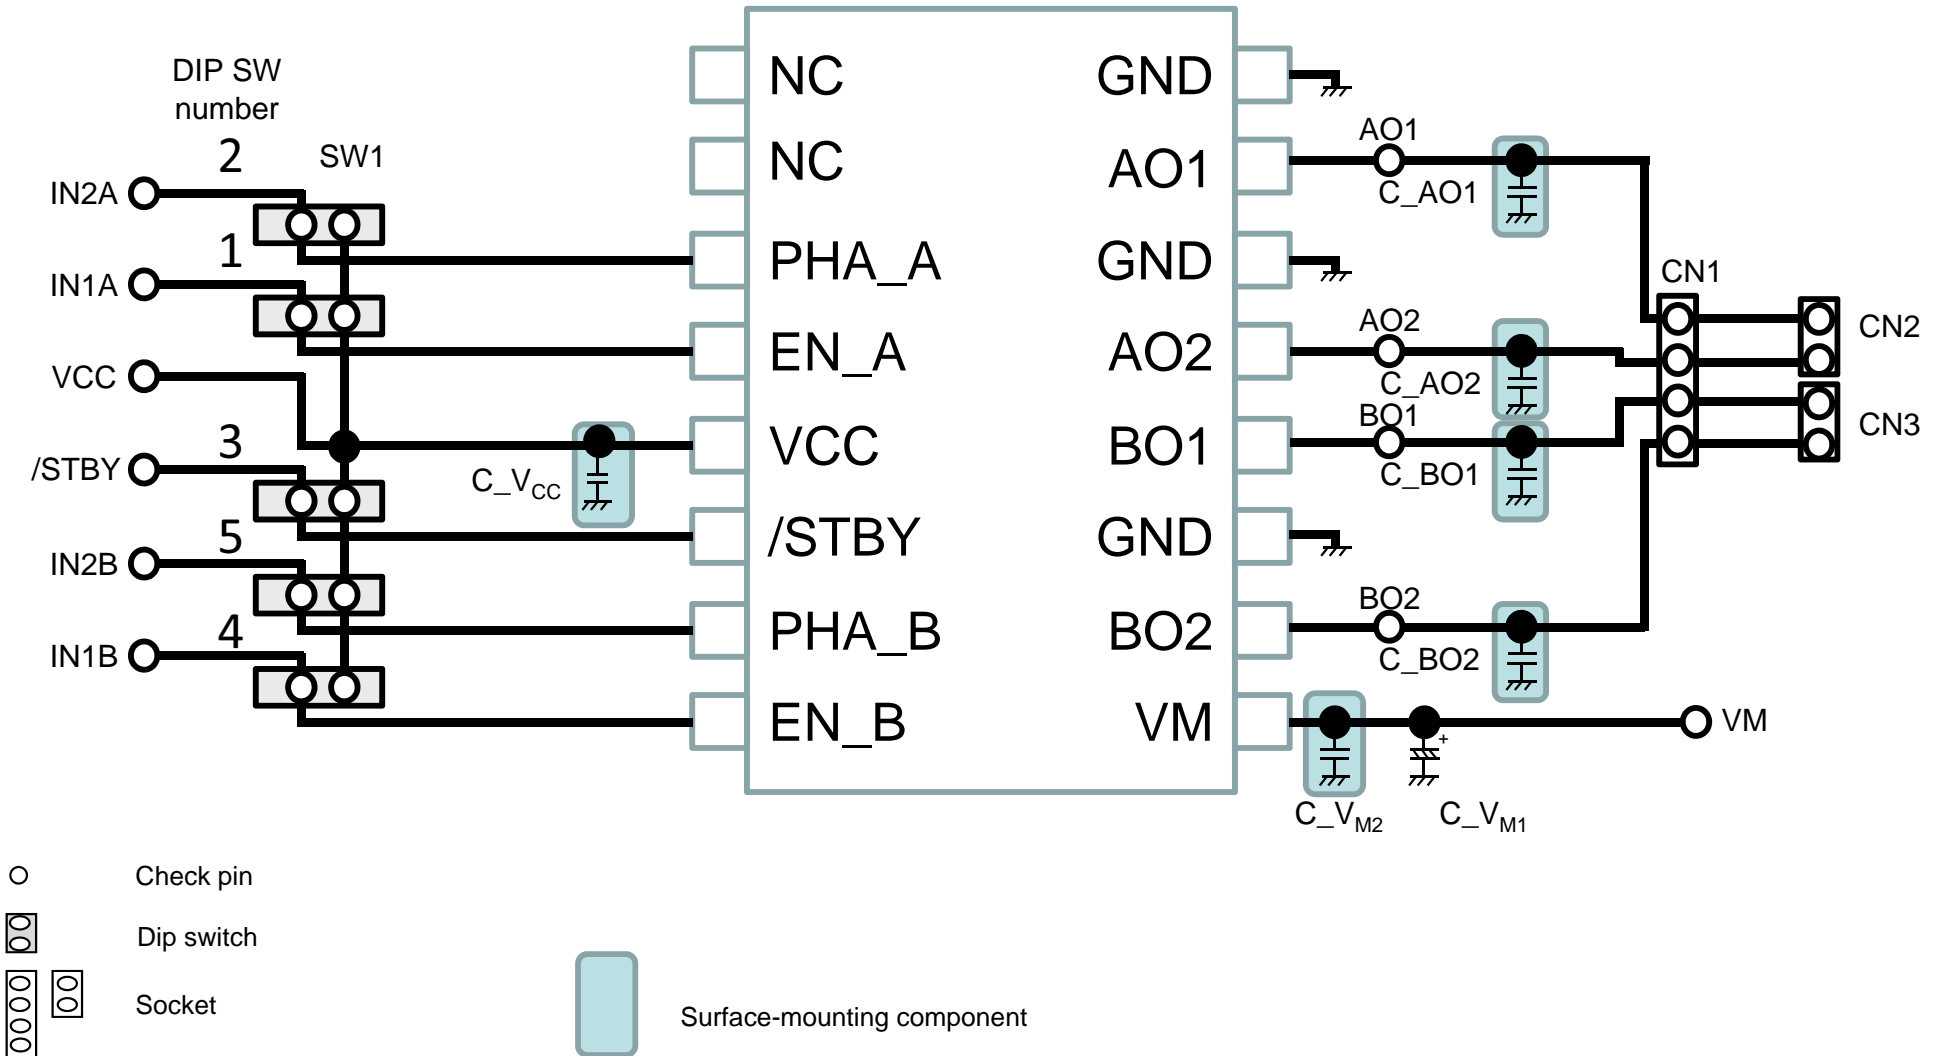 DIP SW
number
2
SW1
IN2A
1
IN1A
VCC
3
/STBY
5
IN2B
4
IN1B
C_VCC
NC
NC
PHA_A
EN_A
VCC
/STBY
PHA_B
EN_B
GND
AO1
GND
AO2
BO1
GND
BO2
VM
AO1
C_AO1
AO2
C_AO2
BO1
C_BO1
BO2
C_BO2
CN1
CN2
CN3
VM
+
C_VM2
C_VM1
Check pin
Dip switch
Socket
Surface-mounting component